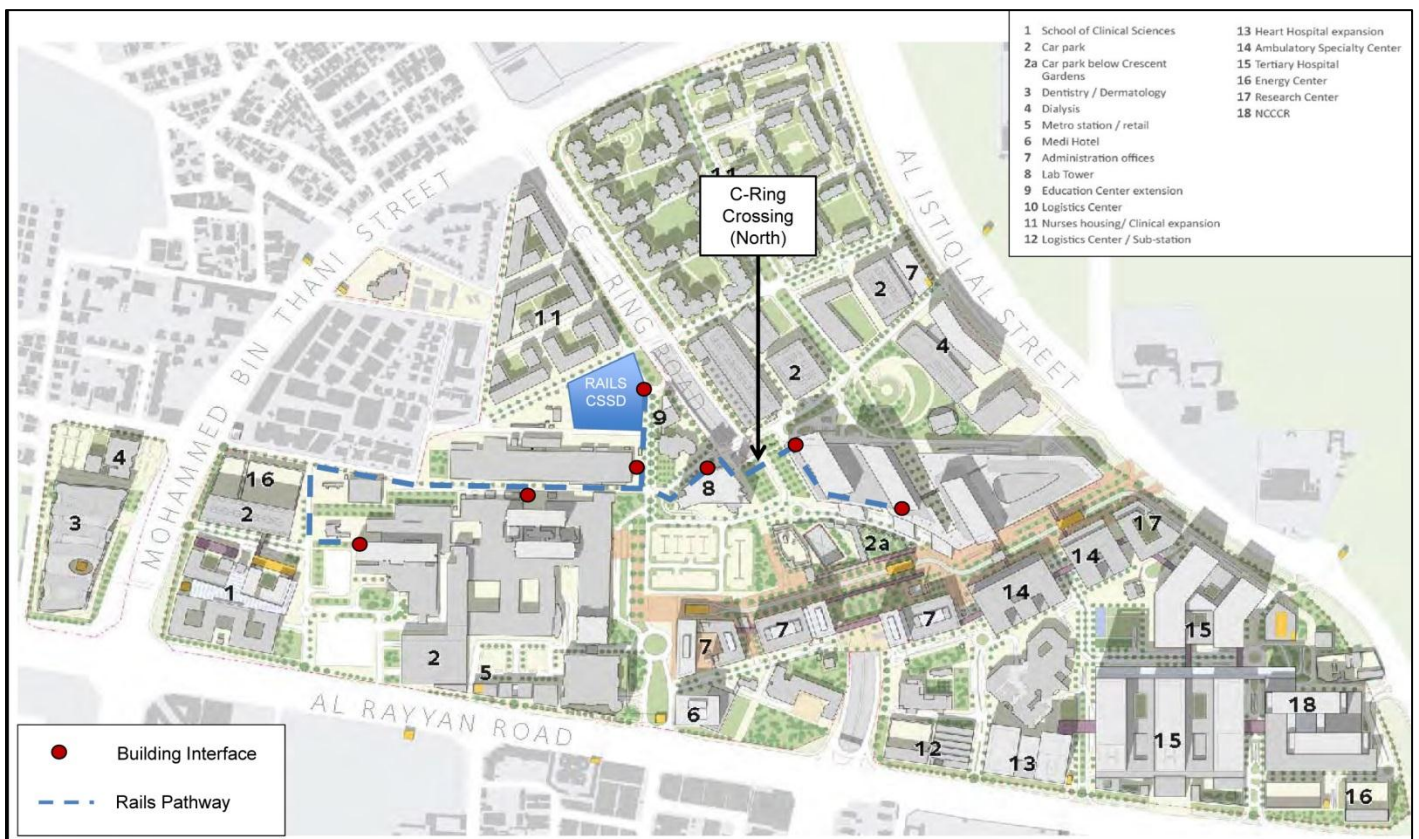 1 School of Clinical Sciences
2 Car park
2a Car park below Crescent
Gardens
3 Dentistry / Dermatology
4 Dialysis
5 Metro station / retail
6 Medi Hotel
7 Administration offices
8 Lab Tower
9 Education Center extension
10 Logistics Center
11 Nurses housing/ Clinical expansion
12 Logistics Center / Sub-station
13 Heart Hospital expansion
14 Ambulatory Specialty Center
15 Tertiary Hospital
16 Energy Center
17 Research Center
18 NCCCR
11
C-Ring
Crossing
(North)
AL ISTIQLAL STREET
MOHAMMED BIN THANI STREET
C - RING ROAD
7
2
11
4
2
RAILS
CSSD
9
4
16
8
3
2
17
2a
14
14
1
7
7
15
7
2
5
6
18
AL RAYYAN ROAD
12
13
15
16
Building Interface
Rails Pathway